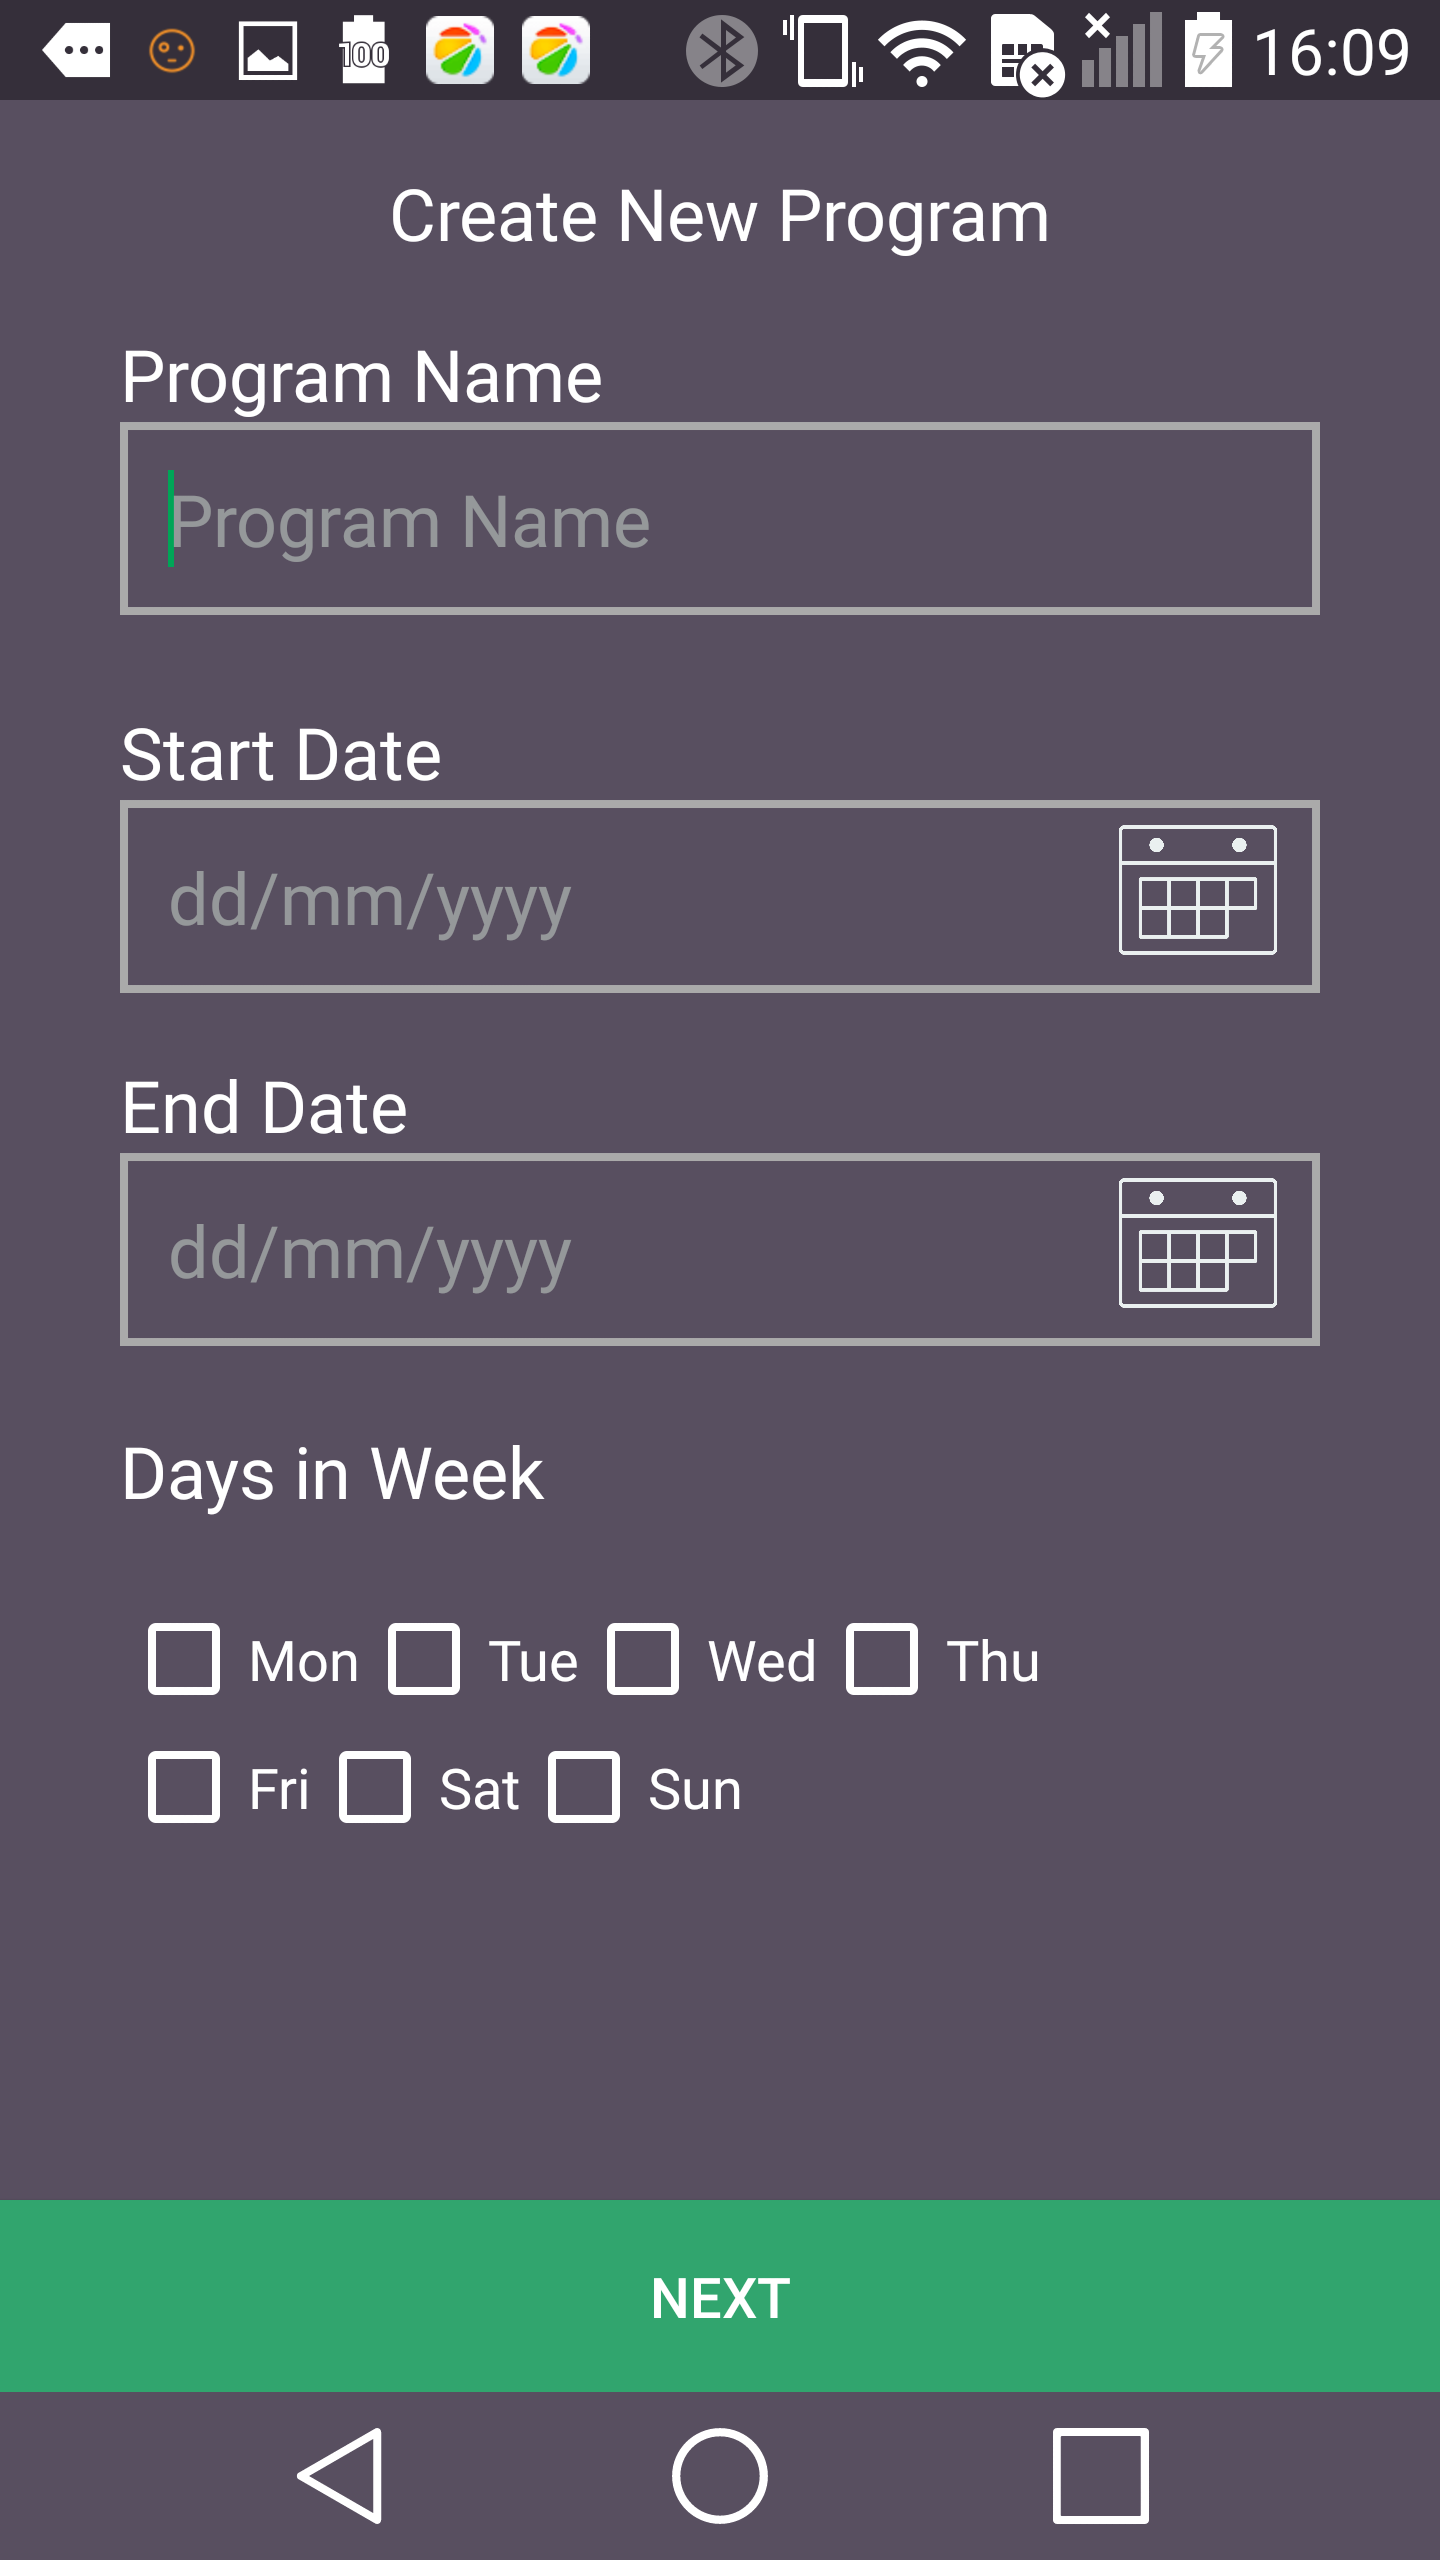 100 16:09
Create New Program
Program Name
Program Name
Start Date
dd/mm/yyyy
End Date
dd/mm/yyyy
Days in Week
Mon Tue Wed Thu
Fri Sat Sun
NEXT